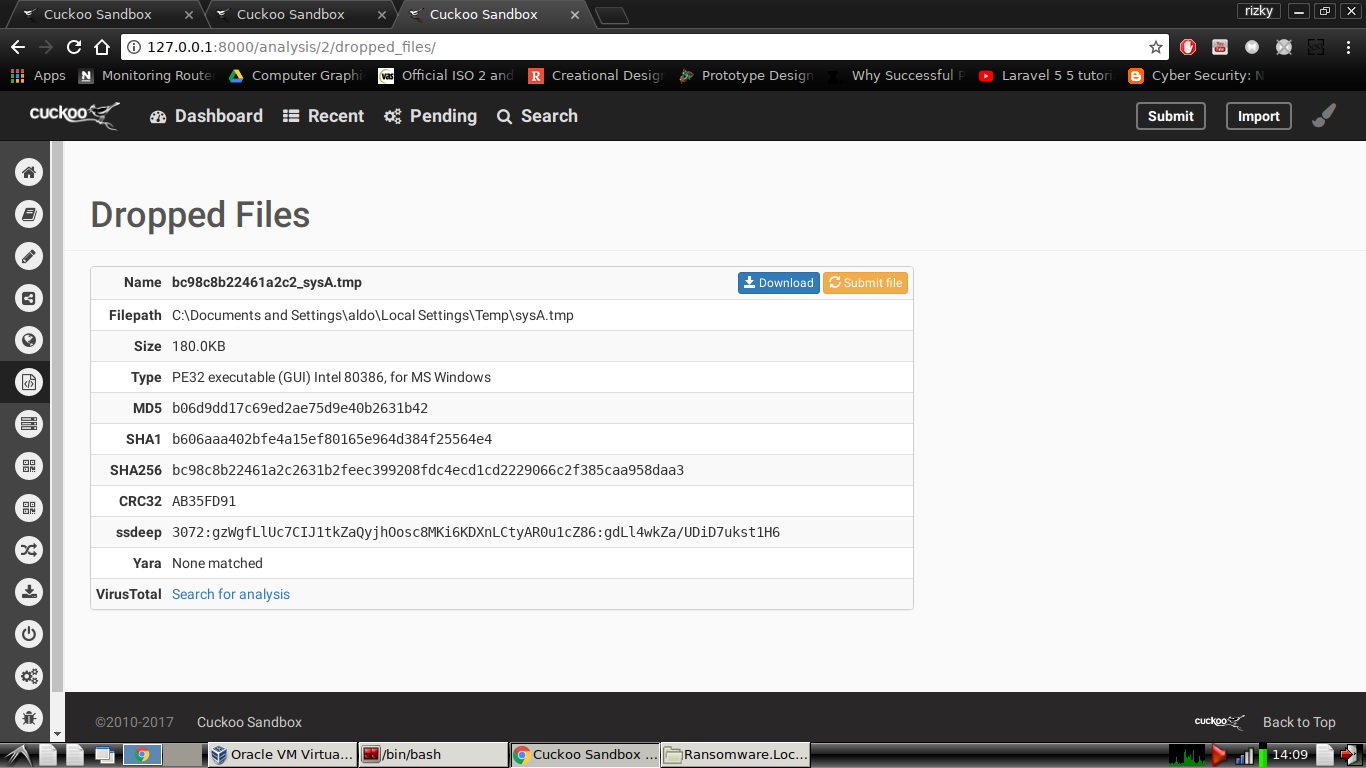 Cuckoo Sandbox Cuckoo Sandbox Cuckoo Sandbox rizky
127.0.0.1:8000/analysis/2/dropped_files/
Apps Monitoring Route Computer Graphi Official ISO 2 and Creational Design Prototype Design Why Successful P Laravel 5 5 tutori Cyber Security: N
cuckoo Dashboard Recent Pending Search Submit Import
Dropped Files
Name bc98c8b22461a2c2_sysA.tmp Download Submit file
Filepath C:\Documents and Settings\aldo\Local Settings\Temp\sysA.tmp
Size 180.0KB
Type PE32 executable (GUI) Intel 80386, for MS Windows
MD5 b06d9dd17c69ed2ae75d9e40b2631b42
SHA1 b606aaa402bfe4a15ef80165e964d384f25564e4
SHA256 bc98c8b22461a2c2631b2feec399208fdc4ecd1cd2229066c2f385caa958daa3
CRC32 AB35FD91
ssdeep 3072:gzWgfLlUc7CIJ1tkZaQyjhOosc8MKi6KDXnLCtyAR0u1cZ86:gdLl4wkZa/UDiD7ukst1H6
Yara None matched
VirusTotal Search for analysis
©2010-2017 Cuckoo Sandbox cuckoo Back to Top
Oracle VM Virtua... /bin/bash Cuckoo Sandbox ... Ransomware.Loc... 14:09